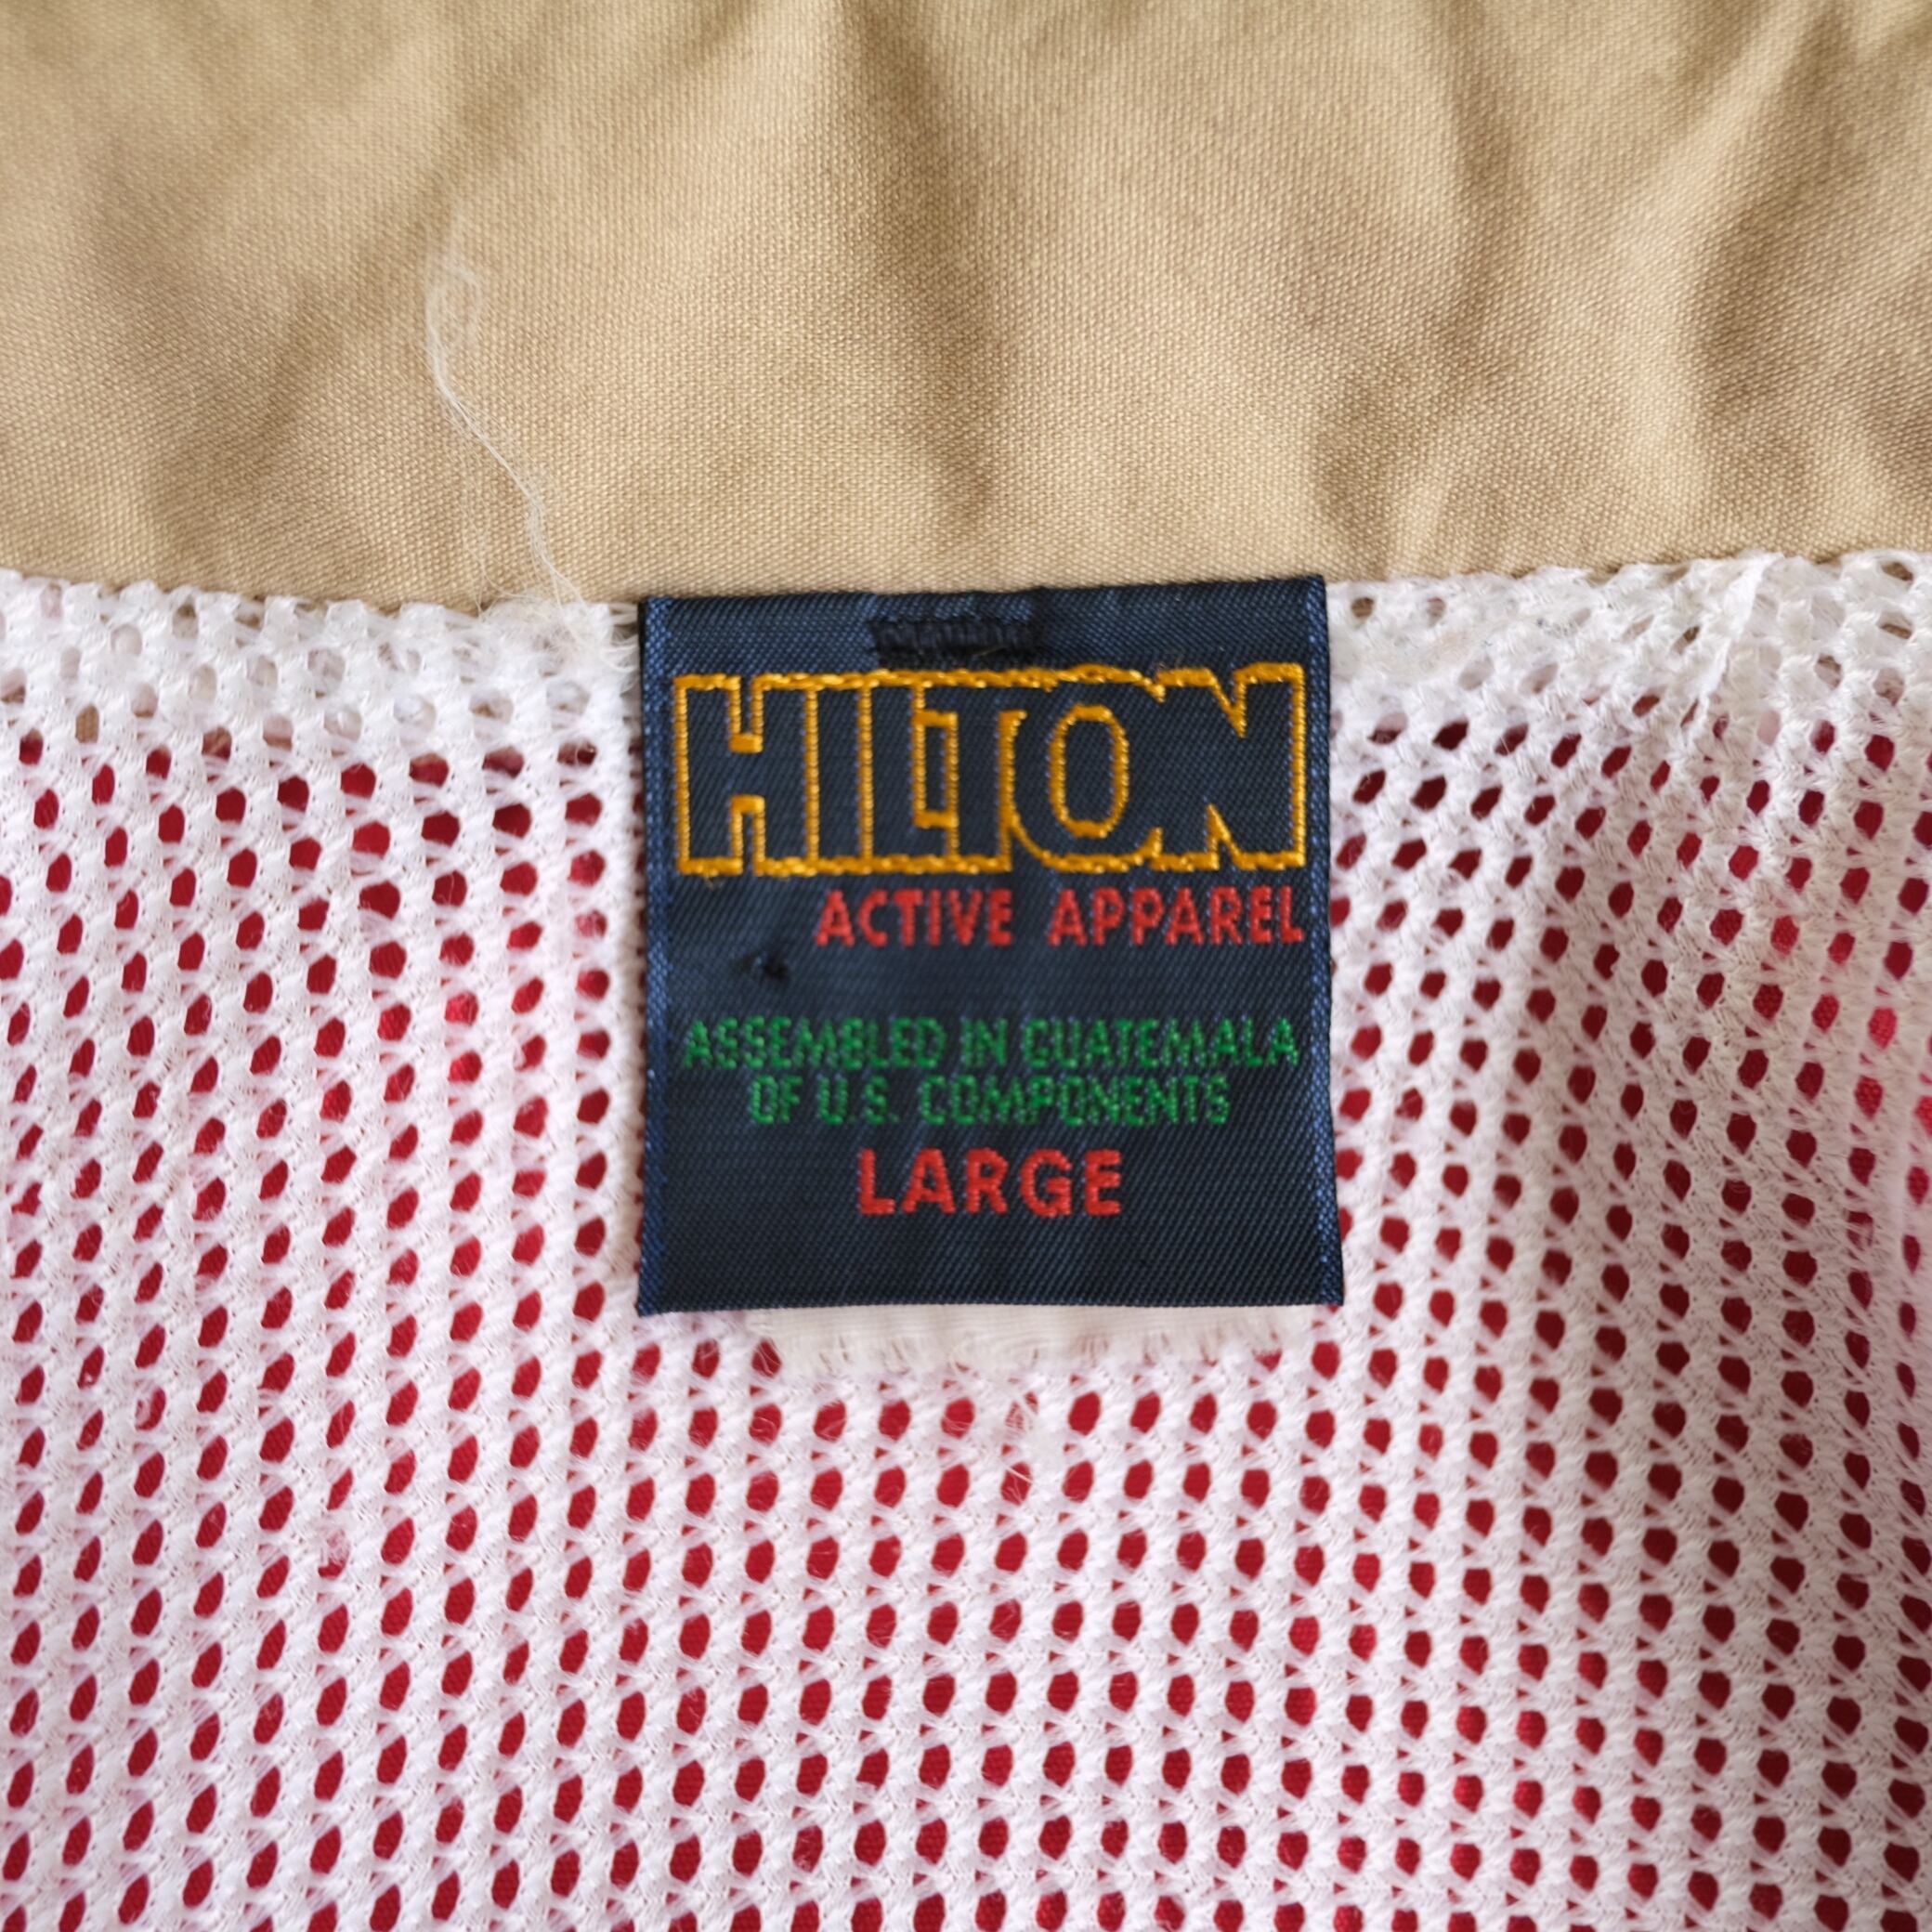 HILTON
ACTIVE APPAREL
ASSEMBLED IN GUATEMALA
OF U.S. COMPONENTS
LARGE